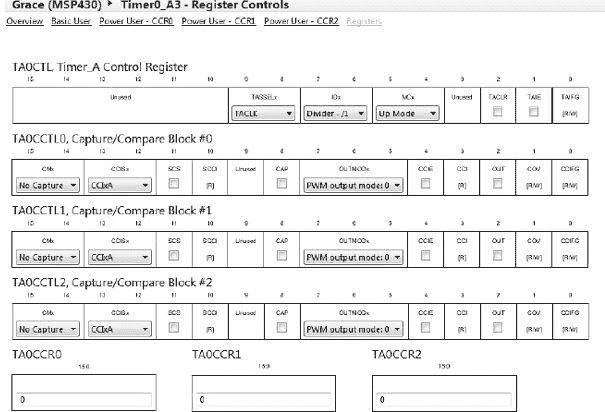 Grace (MSP430) ▸ Timer0_A3 - Register Controls
Overview Basic User Power User - CCR0 Power User - CCR1 Power User - CCR2 Registers
TA0CTL, Timer_A Control Register
15 14 13 12 11 10 9 8 7 6 5 4 3 2 1 0
Unused TASSELx IDx MCx Unused TACLR TAIE TAIFG
TACLK Divider - /1 Up Mode [R/W]
TA0CCTL0, Capture/Compare Block #0
15 14 13 12 11 10 9 8 7 6 5 4 3 2 1 0
CMx CCISx SCS SCCI Unused CAP OUTMODx CCIE CCI OUT COV CCIFG
No Capture CCIxA [R] PWM output mode: 0 [R] [R/W] [R/W]
TA0CCTL1, Capture/Compare Block #1
15 14 13 12 11 10 9 8 7 6 5 4 3 2 1 0
CMx CCISx SCS SCCI Unused CAP OUTMODx CCIE CCI OUT COV CCIFG
No Capture CCIxA [R] PWM output mode: 0 [R] [R/W] [R/W]
TA0CCTL2, Capture/Compare Block #2
15 14 13 12 11 10 9 8 7 6 5 4 3 2 1 0
CMx CCISx SCS SCCI Unused CAP OUTMODx CCIE CCI OUT COV CCIFG
No Capture CCIxA [R] PWM output mode: 0 [R] [R/W] [R/W]
TA0CCR0 TA0CCR1 TA0CCR2
15:0 15:0 15:0
0 0 0